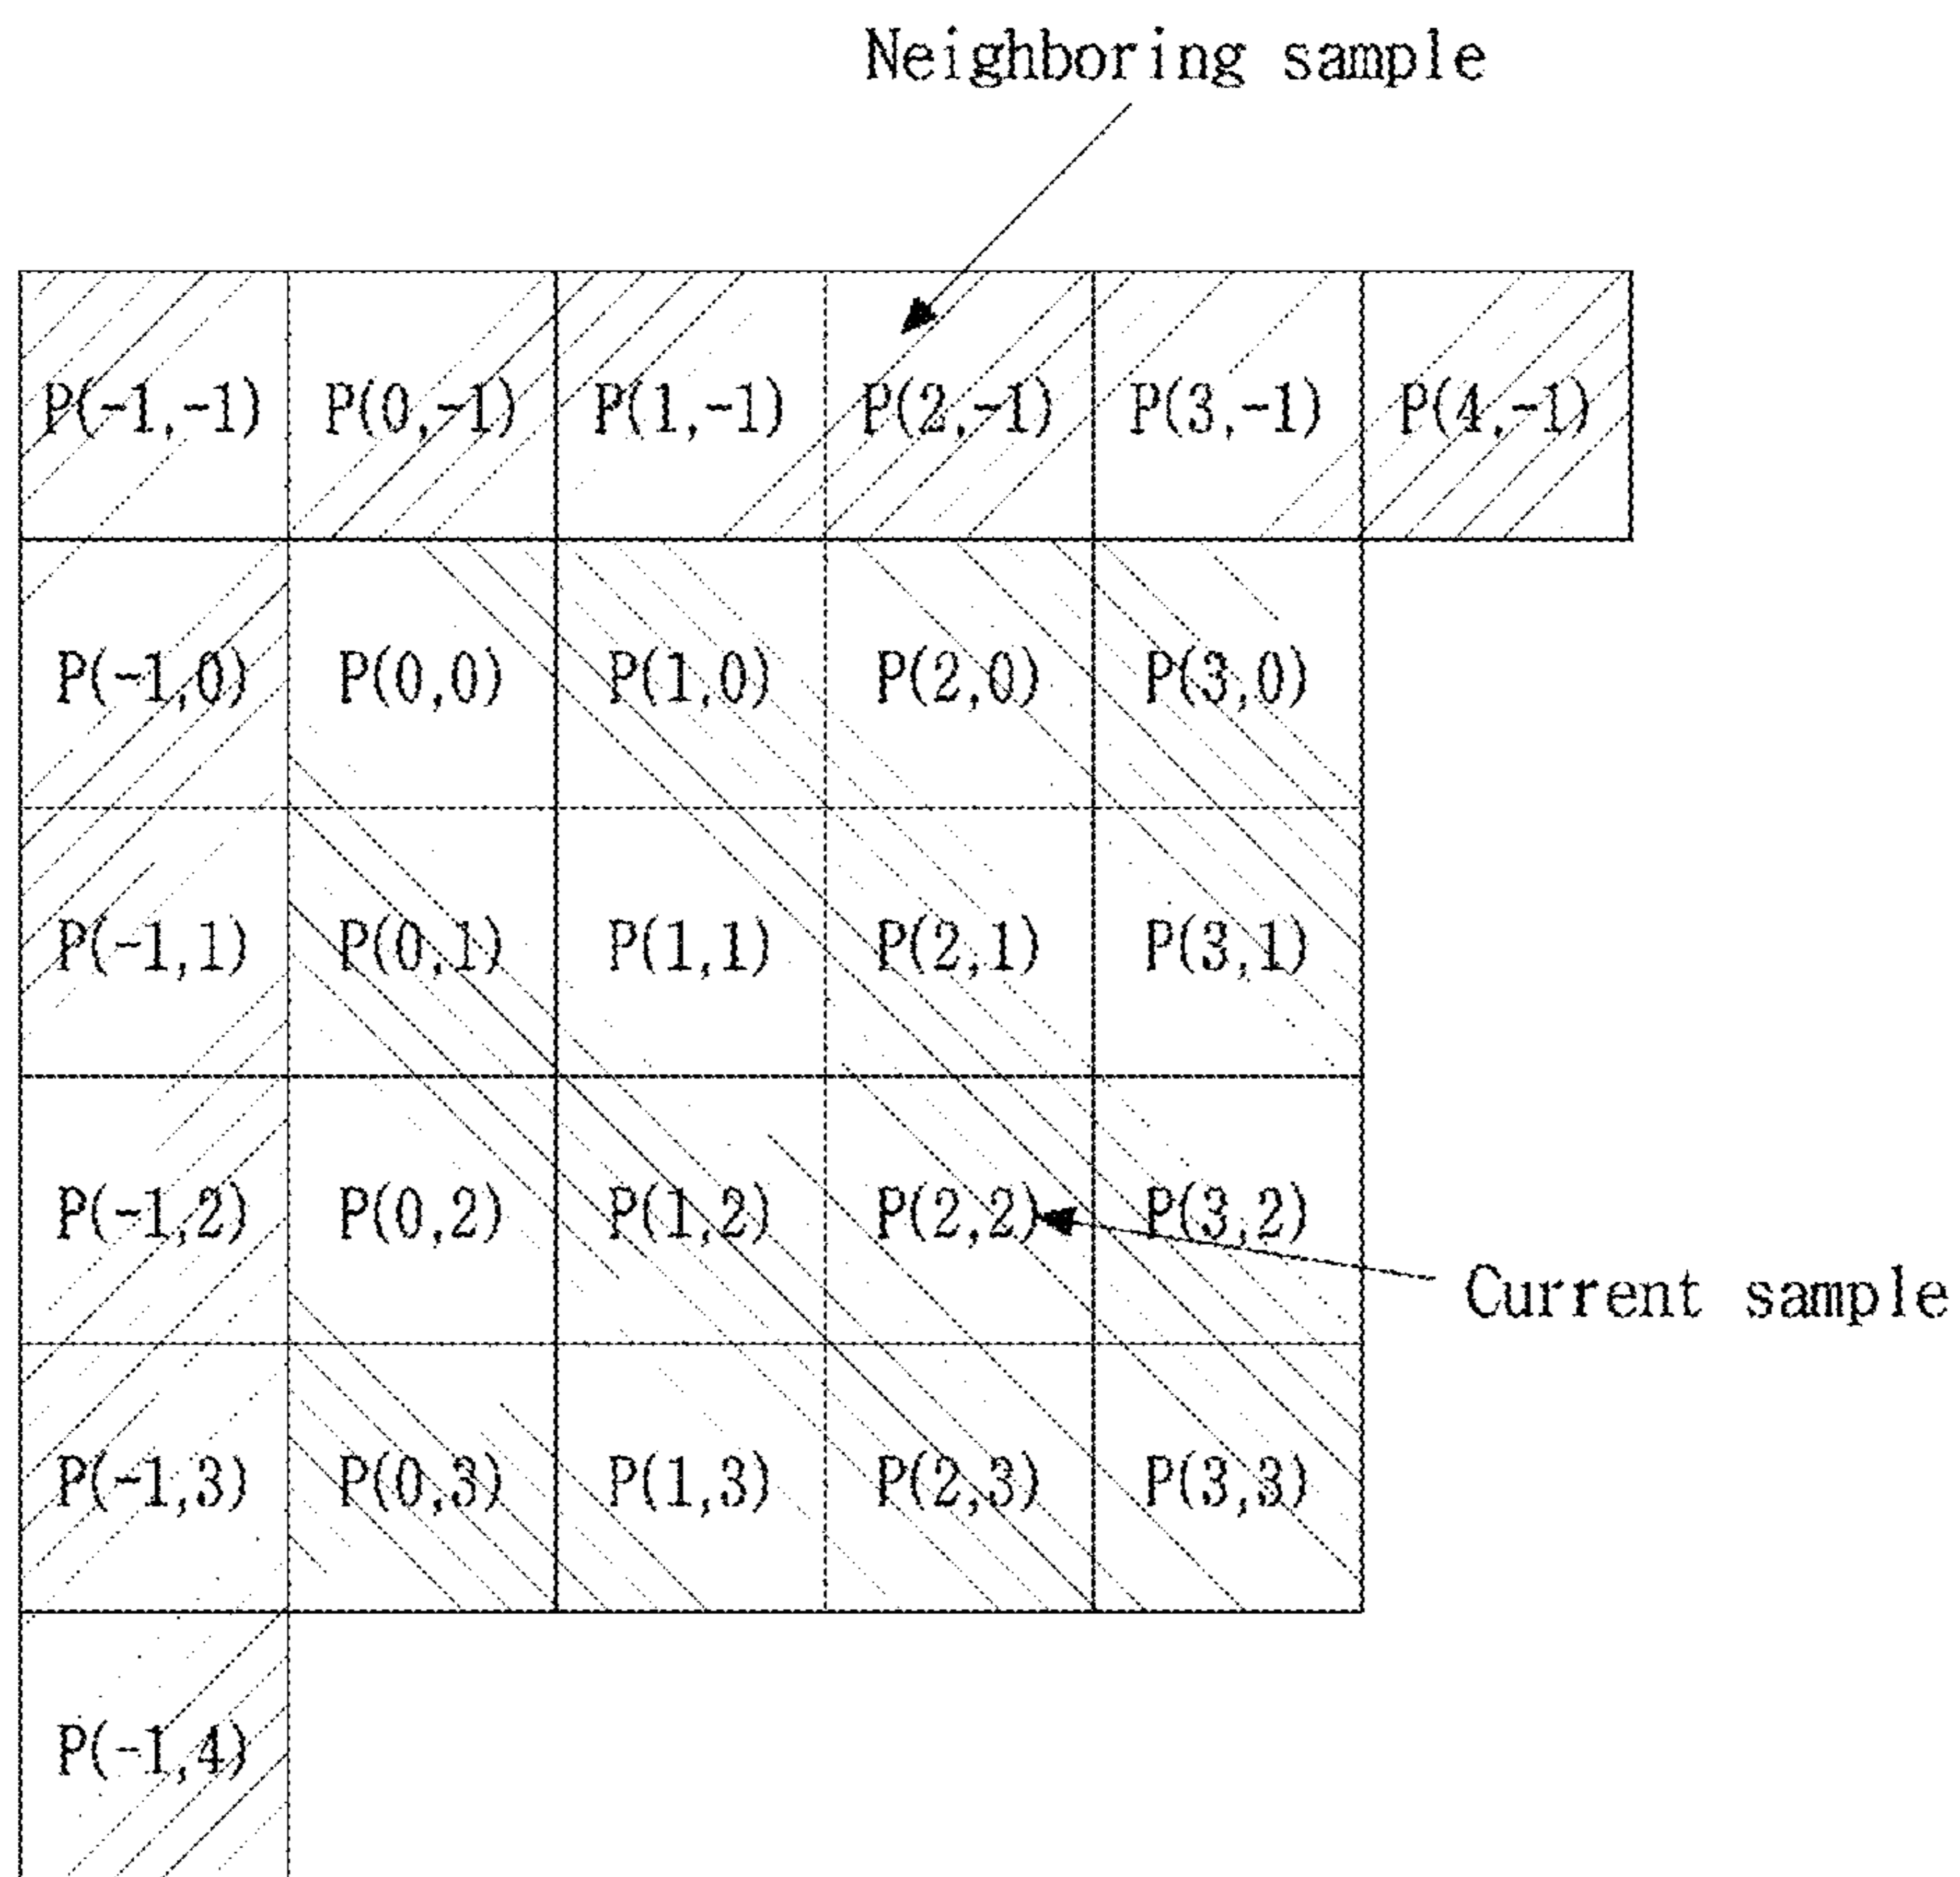 Neighboring sample
P(-1,-1) P(0,-1) P(1,-1) P(2,-1) P(3,-1) P(4,-1)
P(-1,0) P(0,0) P(1,0) P(2,0) P(3,0)
P(-1,1) P(0,1) P(1,1) P(2,1) P(3,1)
P(-1,2) P(0,2) P(1,2) P(2,2) P(3,2)
Current sample
P(-1,3) P(0,3) P(1,3) P(2,3) P(3,3)
P(-1,4)